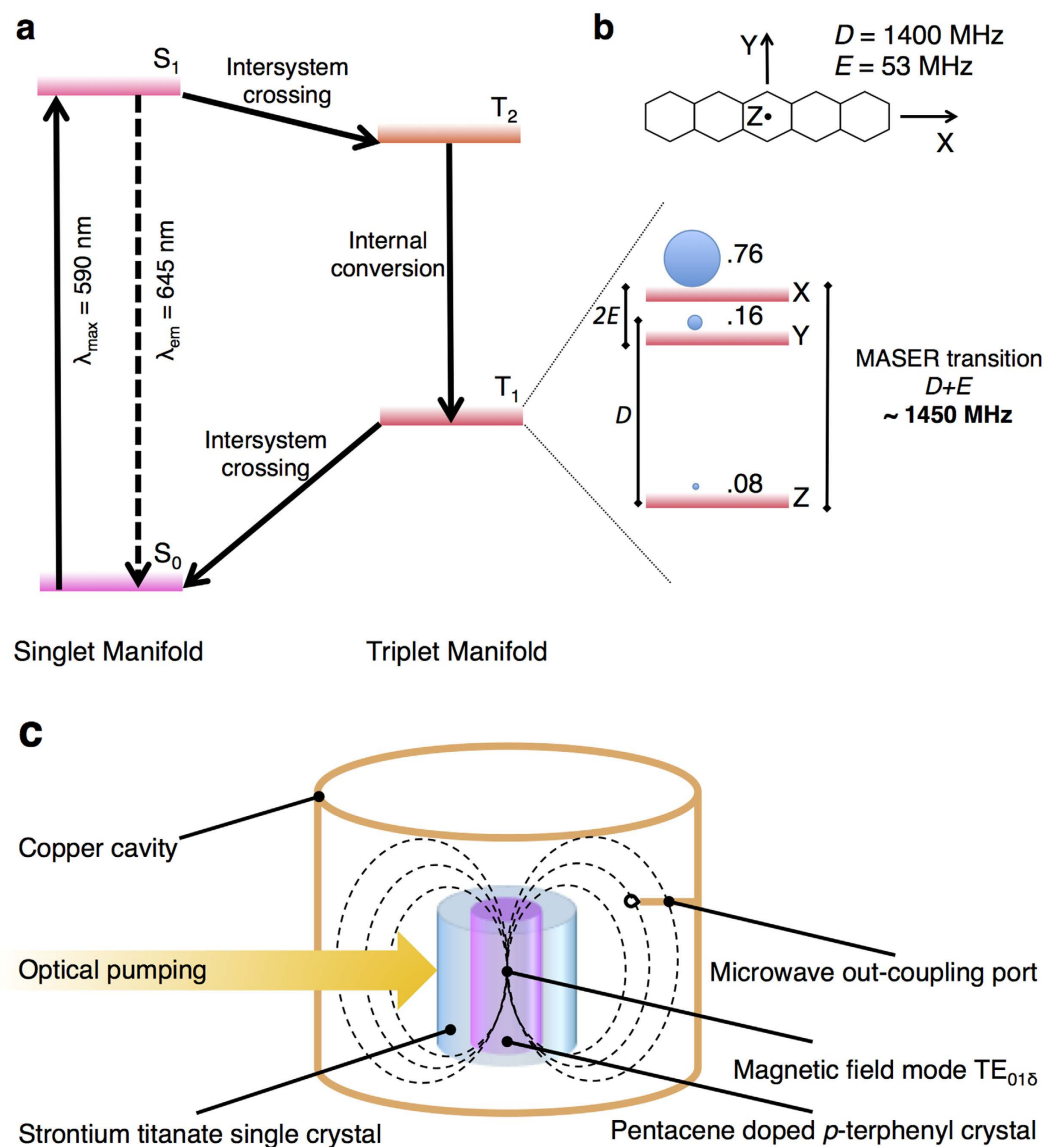 a
S1
Intersystem
crossing
T2
λmax = 590 nm
λem = 645 nm
Internal
conversion
T1
Intersystem
crossing
S0
Singlet Manifold
Triplet Manifold
b
Y
D = 1400 MHz
E = 53 MHz
Z
X
.76
X
2E
.16
Y
D
MASER transition
D+E
~ 1450 MHz
.08
Z
c
Copper cavity
Optical pumping
Microwave out-coupling port
Magnetic field mode TE01δ
Strontium titanate single crystal
Pentacene doped p-terphenyl crystal